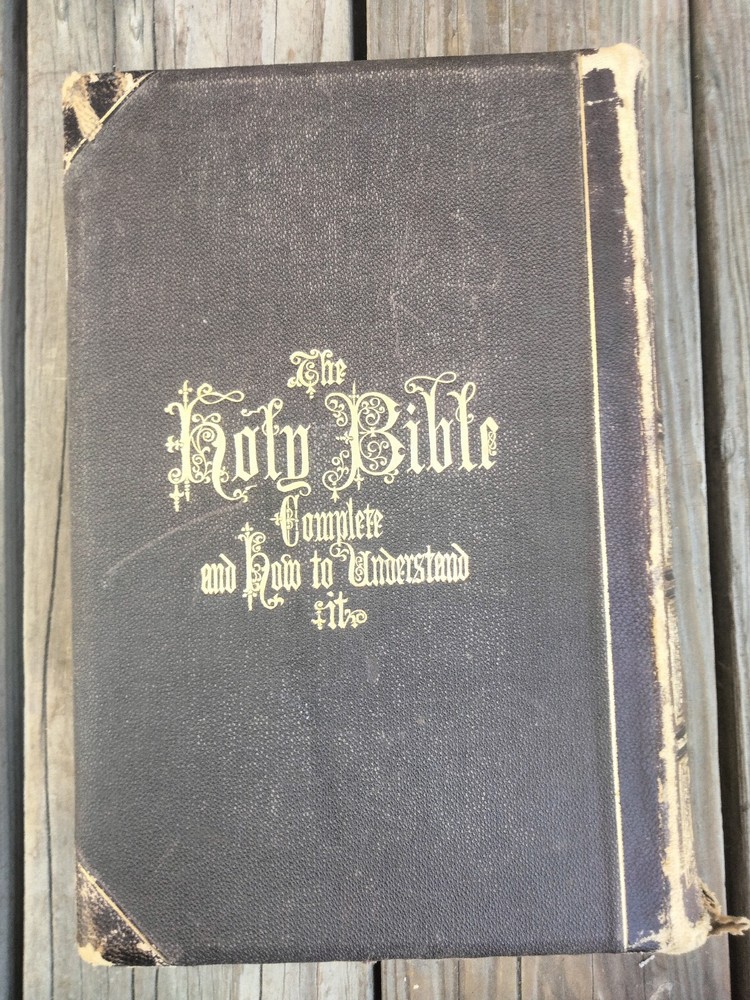 The
Holy Bible
Complete
and How to Understand
it